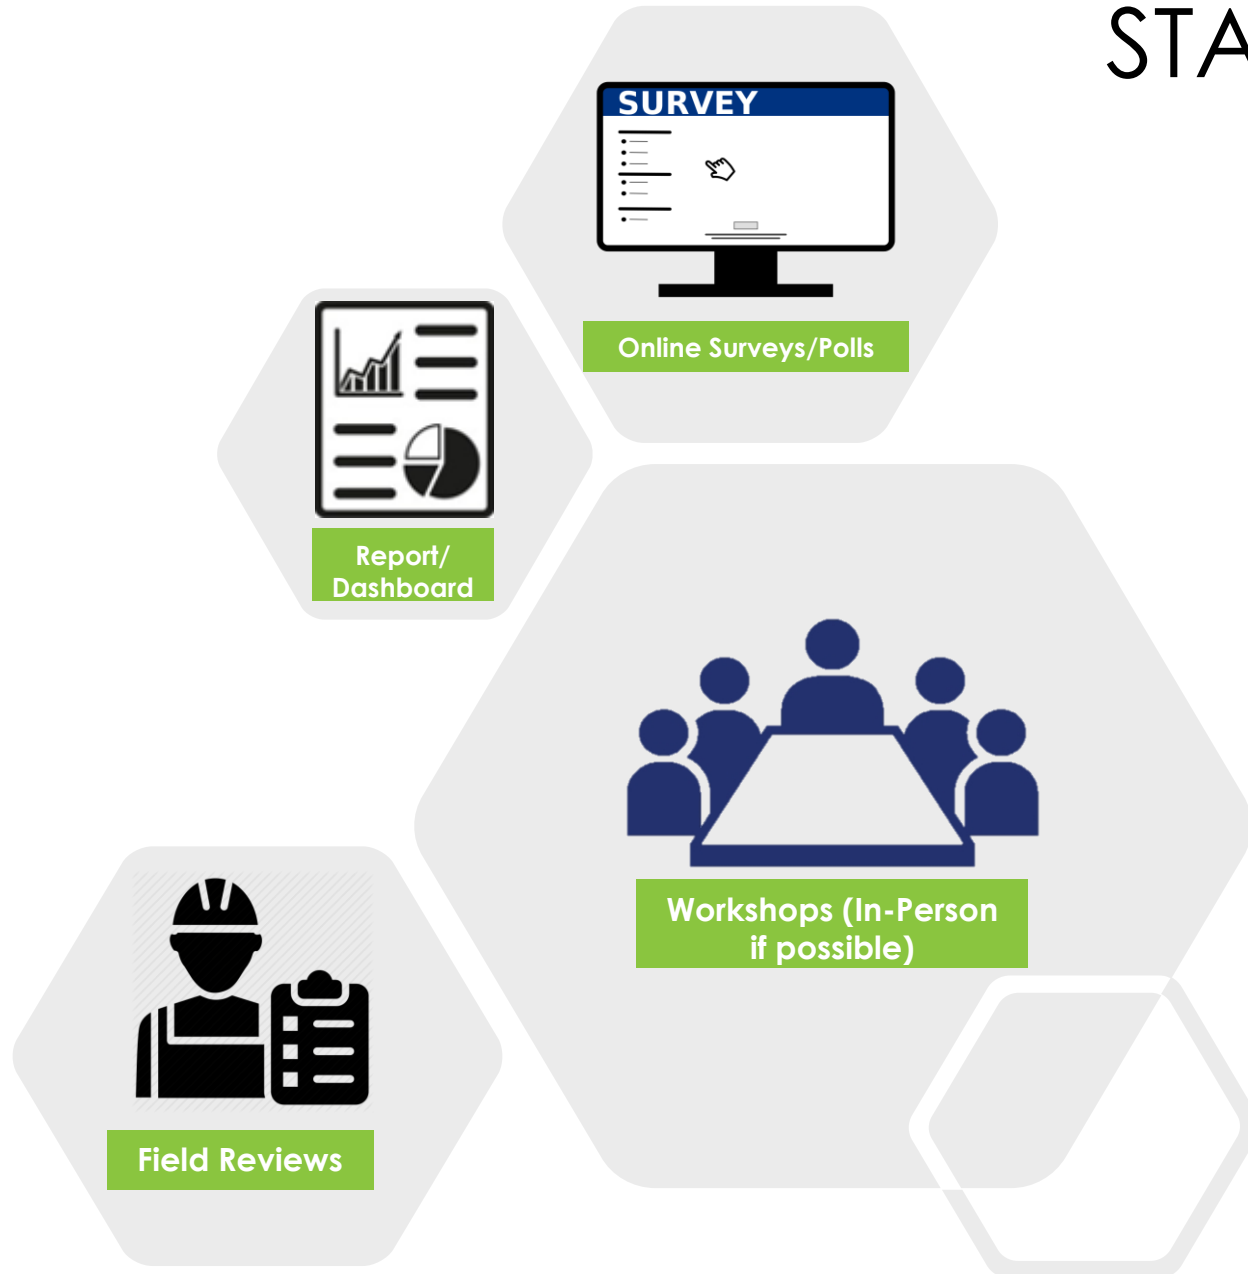 STA
SURVEY
Online Surveys/Polls
Report/
Dashboard
Workshops (In-Person
if possible)
Field Reviews